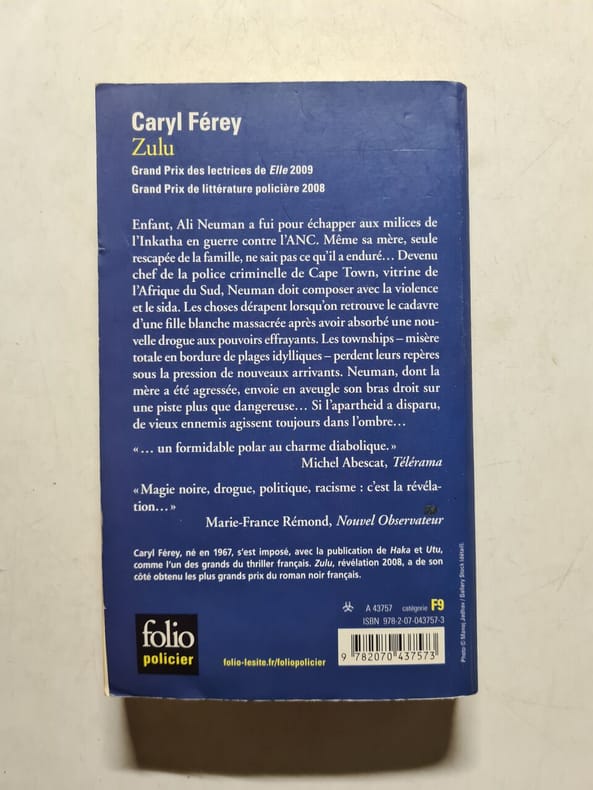 Caryl Férey
Zulu
Grand Prix des lectrices de Elle 2009
Grand Prix de littérature policière 2008
Enfant, Ali Neuman a fui pour échapper aux milices de
l'Inkatha en guerre contre l'ANC. Même sa mère, seule
rescapée de la famille, ne sait pas ce qu'il a enduré… Devenu
chef de la police criminelle de Cape Town, vitrine de
l'Afrique du Sud, Neuman doit composer avec la violence
et le sida. Les choses dérapent lorsqu'on retrouve le cadavre
d'une fille blanche massacrée après avoir absorbé une nou-
velle drogue aux pouvoirs effrayants. Les townships – misère
totale en bordure de plages idylliques – perdent leurs repères
sous la pression de nouveaux arrivants. Neuman, dont la
mère a été agressée, envoie en aveugle son bras droit sur
une piste plus que dangereuse… Si l'apartheid a disparu,
de vieux ennemis agissent toujours dans l'ombre…
« … un formidable polar au charme diabolique. »
Michel Abescat, Télérama
« Magie noire, drogue, politique, racisme : c'est la révéla-
tion… »
Marie-France Rémond, Nouvel Observateur
Caryl Férey, né en 1967, s'est imposé, avec la publication de Haka et Utu,
comme l'un des grands du thriller français. Zulu, révélation 2008, a de son
côté obtenu les plus grands prix du roman noir français.
A 43757 catégorie F9
ISBN 978-2-07-043757-3
folio
policier
folio-lesite.fr/foliopolicier
9 782070 437573
Photo © Manoj Jadhav / Gallery Stock (détail).